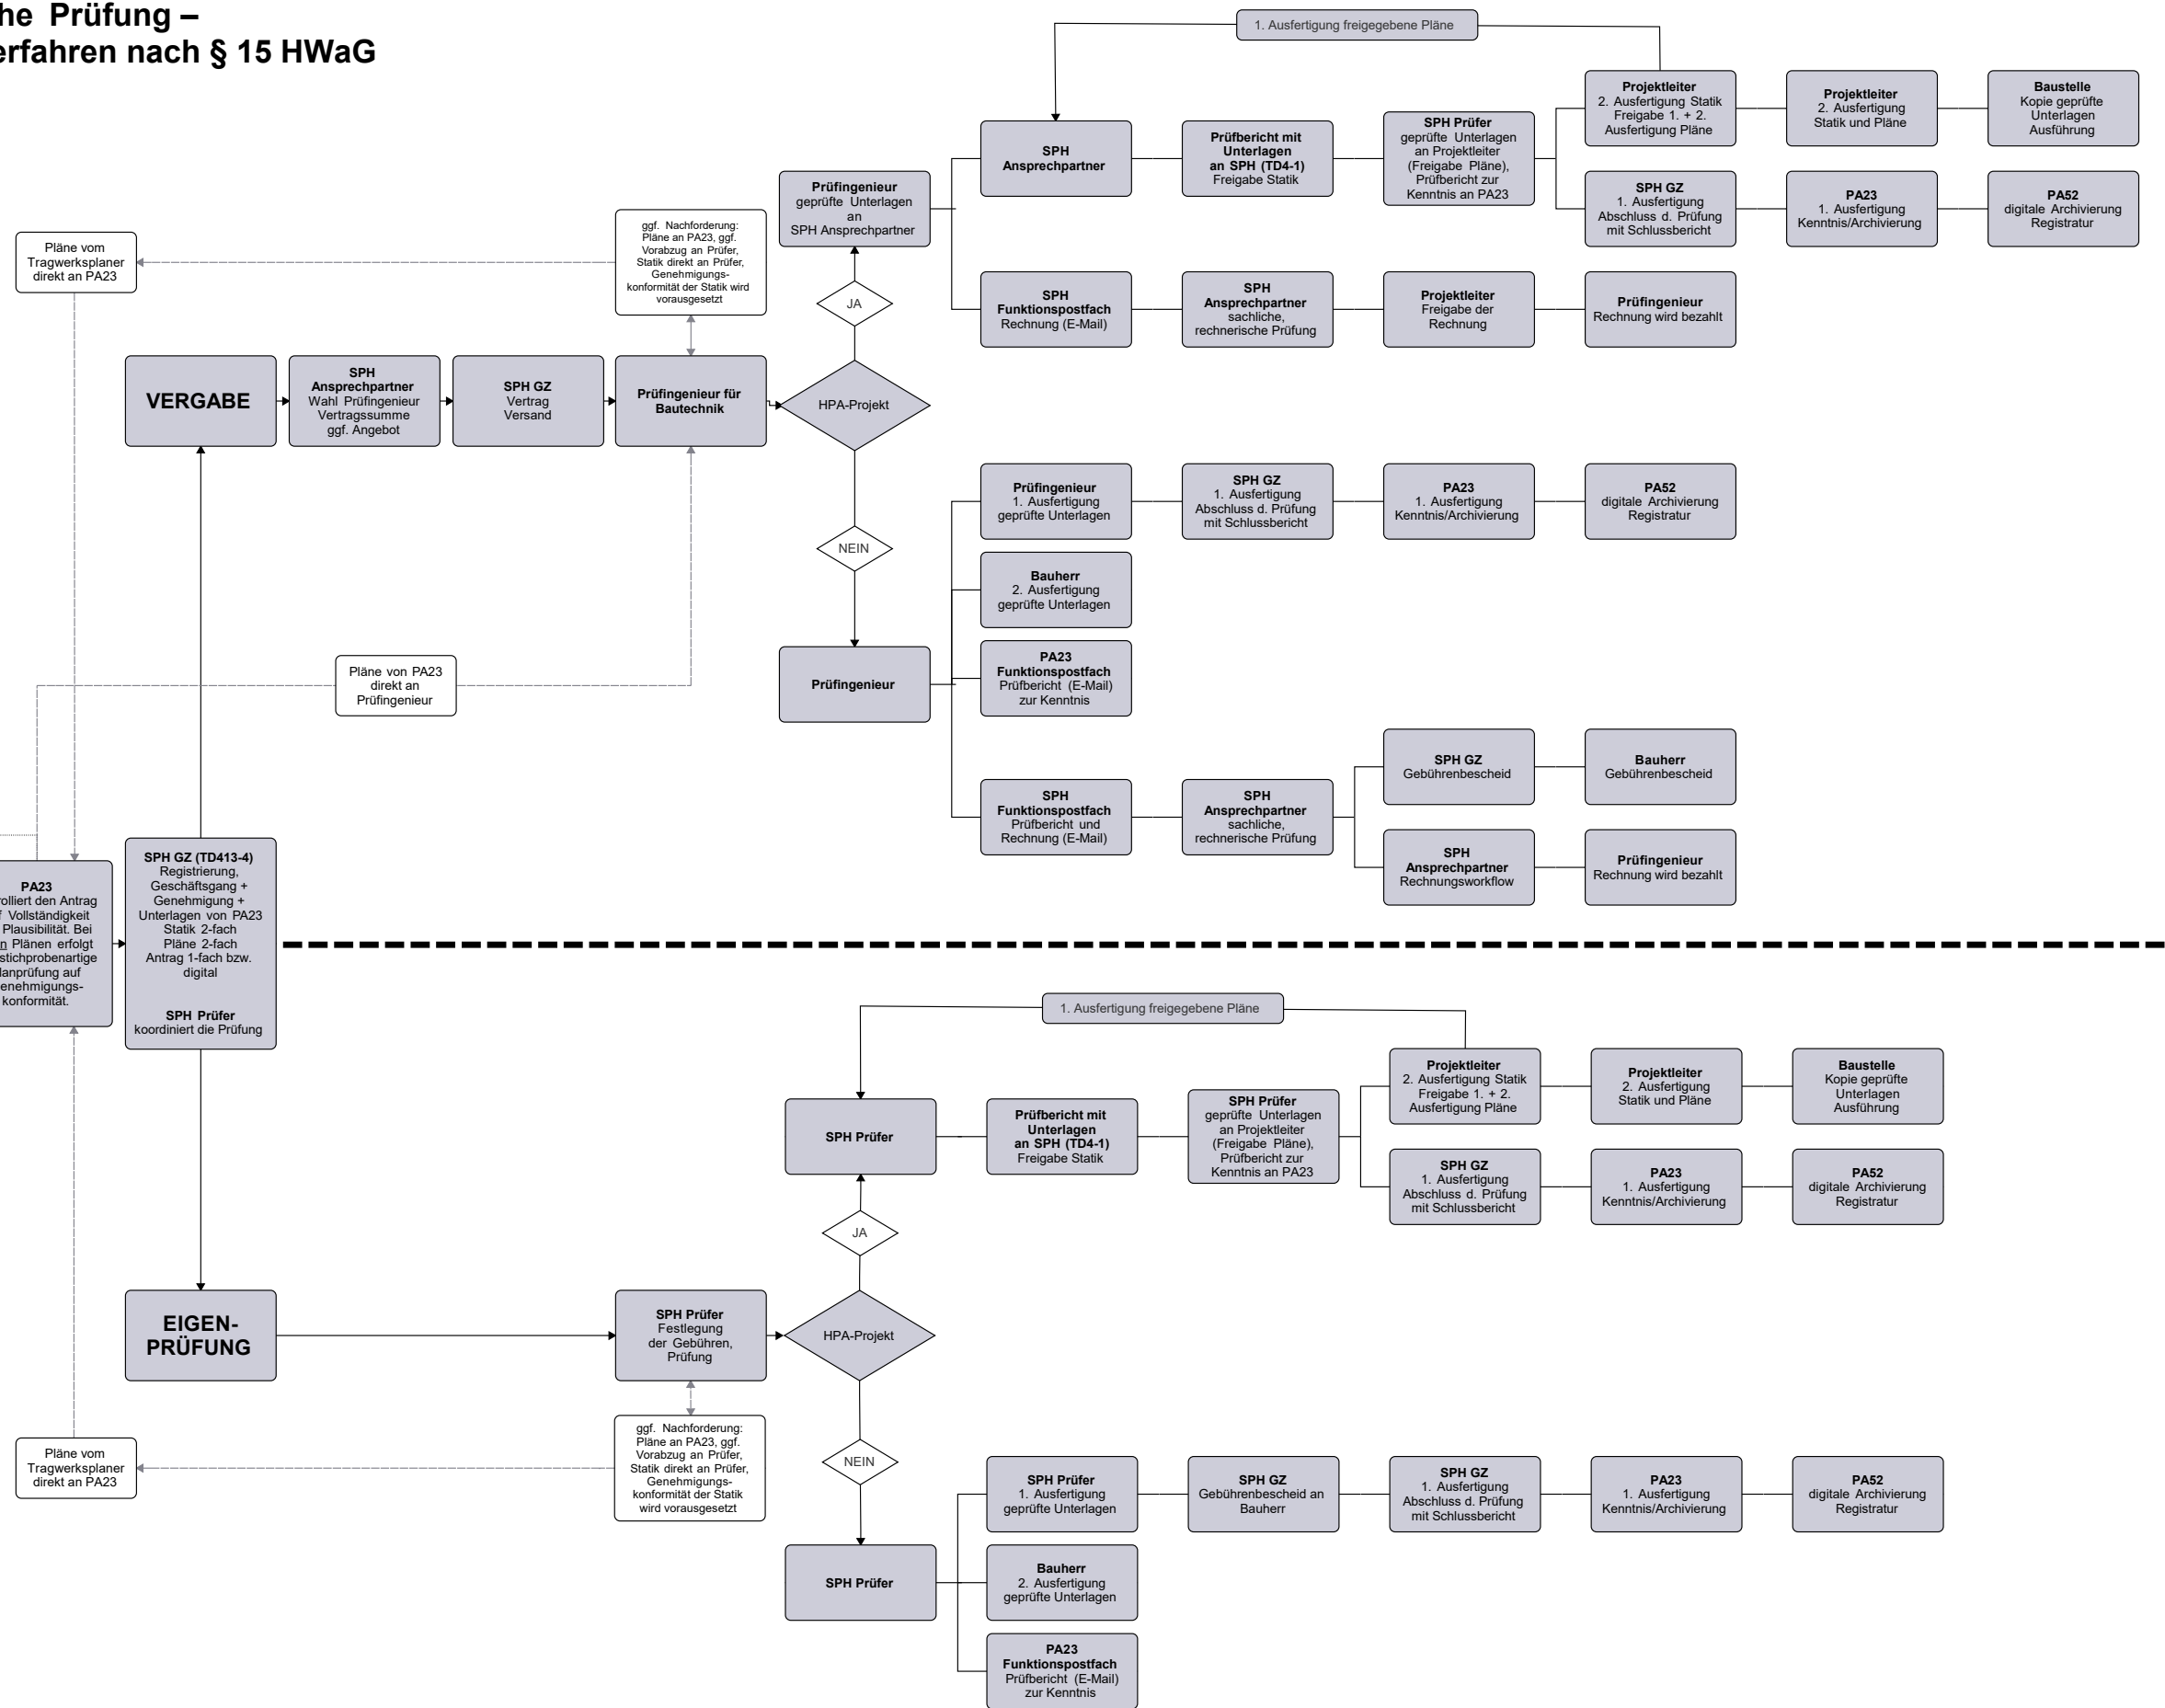 he Prüfung –
erfahren nach § 15 HWaG
1. Ausfertigung freigegebene Pläne
Projektleiter
2. Ausfertigung Statik
Freigabe 1. + 2.
Ausfertigung Pläne
Projektleiter
2. Ausfertigung
Statik und Pläne
Baustelle
Kopie geprüfte
Unterlagen
Ausführung
SPH
Ansprechpartner
Prüfbericht mit
Unterlagen
an SPH (TD4-1)
Freigabe Statik
SPH Prüfer
geprüfte Unterlagen
an Projektleiter
(Freigabe Pläne),
Prüfbericht zur
Kenntnis an PA23
SPH GZ
1. Ausfertigung
Abschluss d. Prüfung
mit Schlussbericht
PA23
1. Ausfertigung
Kenntnis/Archivierung
PA52
digitale Archivierung
Registratur
Prüfingenieur
geprüfte Unterlagen
an
SPH Ansprechpartner
ggf. Nachforderung:
Pläne an PA23, ggf.
Vorabzug an Prüfer,
Statik direkt an Prüfer,
Genehmigungs-
konformität der Statik wird
vorausgesetzt
Pläne vom
Tragwerksplaner
direkt an PA23
JA
SPH
Funktionspostfach
Rechnung (E-Mail)
SPH
Ansprechpartner
sachliche,
rechnerische Prüfung
Projektleiter
Freigabe der
Rechnung
Prüfingenieur
Rechnung wird bezahlt
VERGABE
SPH
Ansprechpartner
Wahl Prüfingenieur
Vertragssumme
ggf. Angebot
SPH GZ
Vertrag
Versand
Prüfingenieur für
Bautechnik
HPA-Projekt
Prüfingenieur
1. Ausfertigung
geprüfte Unterlagen
SPH GZ
1. Ausfertigung
Abschluss d. Prüfung
mit Schlussbericht
PA23
1. Ausfertigung
Kenntnis/Archivierung
PA52
digitale Archivierung
Registratur
NEIN
Bauherr
2. Ausfertigung
geprüfte Unterlagen
Pläne von PA23
direkt an
Prüfingenieur
Prüfingenieur
PA23
Funktionspostfach
Prüfbericht (E-Mail)
zur Kenntnis
SPH
Funktionspostfach
Prüfbericht und
Rechnung (E-Mail)
SPH
Ansprechpartner
sachliche,
rechnerische Prüfung
SPH GZ
Gebührenbescheid
Bauherr
Gebührenbescheid
SPH
Ansprechpartner
Rechnungsworkflow
Prüfingenieur
Rechnung wird bezahlt
PA23
rolliert den Antrag
f Vollständigkeit
Plausibilität. Bei
n Plänen erfolgt
stichprobenartige
lanprüfung auf
enehmigungs-
konformität.
SPH GZ (TD413-4)
Registrierung,
Geschäftsgang +
Genehmigung +
Unterlagen von PA23
Statik 2-fach
Pläne 2-fach
Antrag 1-fach bzw.
digital
SPH Prüfer
koordiniert die Prüfung
1. Ausfertigung freigegebene Pläne
Projektleiter
2. Ausfertigung Statik
Freigabe 1. + 2.
Ausfertigung Pläne
Projektleiter
2. Ausfertigung
Statik und Pläne
Baustelle
Kopie geprüfte
Unterlagen
Ausführung
SPH Prüfer
Prüfbericht mit
Unterlagen
an SPH (TD4-1)
Freigabe Statik
SPH Prüfer
geprüfte Unterlagen
an Projektleiter
(Freigabe Pläne),
Prüfbericht zur
Kenntnis an PA23
SPH GZ
1. Ausfertigung
Abschluss d. Prüfung
mit Schlussbericht
PA23
1. Ausfertigung
Kenntnis/Archivierung
PA52
digitale Archivierung
Registratur
JA
EIGEN-
PRÜFUNG
SPH Prüfer
Festlegung
der Gebühren,
Prüfung
HPA-Projekt
Pläne vom
Tragwerksplaner
direkt an PA23
ggf. Nachforderung:
Pläne an PA23, ggf.
Vorabzug an Prüfer,
Statik direkt an Prüfer,
Genehmigungs-
konformität der Statik
wird vorausgesetzt
NEIN
SPH Prüfer
1. Ausfertigung
geprüfte Unterlagen
SPH GZ
Gebührenbescheid an
Bauherr
SPH GZ
1. Ausfertigung
Abschluss d. Prüfung
mit Schlussbericht
PA23
1. Ausfertigung
Kenntnis/Archivierung
PA52
digitale Archivierung
Registratur
SPH Prüfer
Bauherr
2. Ausfertigung
geprüfte Unterlagen
PA23
Funktionspostfach
Prüfbericht (E-Mail)
zur Kenntnis